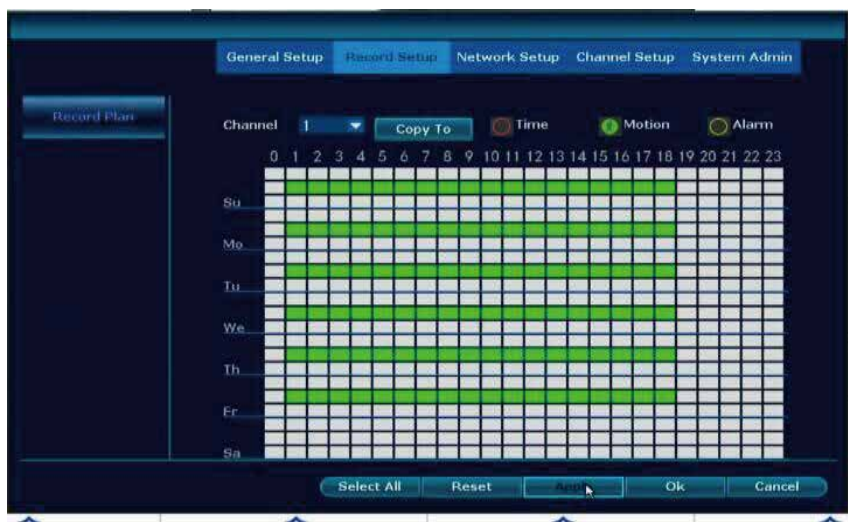 General Setup Record Setup Network Setup Channel Setup System Admin
Record Plan
Channel 1 Copy To Time Motion Alarm
0 1 2 3 4 5 6 7 8 9 10 11 12 13 14 15 16 17 18 19 20 21 22 23
Su
Mo
Tu
We
Th
Fr
Sa
Select All Reset Apply Ok Cancel